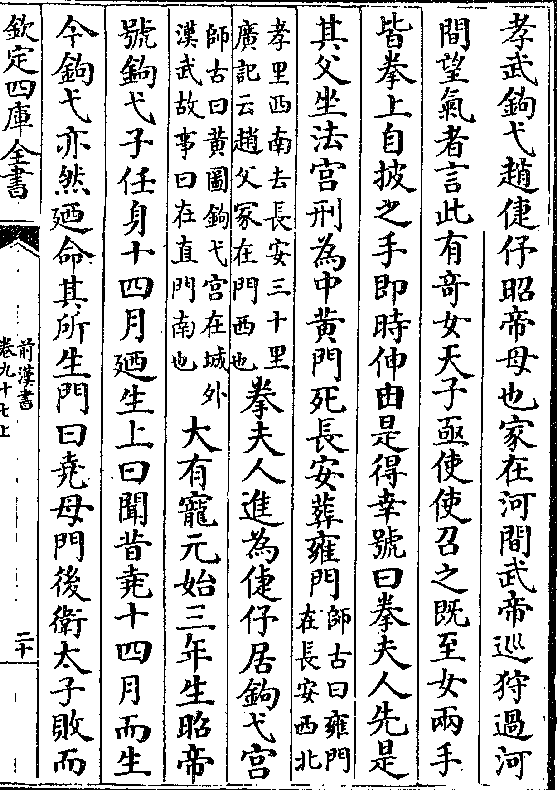 孝武鉤弋趙倢伃昭帝母也家在河間武帝巡狩過河
間望氣者言此有奇女天子亟使使召之既至女兩手
皆拳上自披之手即時伸由是得幸號曰拳夫人先是
其父坐法宫刑為中黄門死長安葬雍門
師古曰雍門
在長安西北
孝里西南去長安三十里
廣記云趙父冢在門西也
拳夫人進為倢伃居鉤弋宫
師古曰黄圖鉤弋宫在城外
漢武故事曰在直門南也
大有寵元始三年生昭帝
號鉤弋子任身十四月廼生上曰聞昔堯十四月而生
今鉤弋亦然廼命其所生門曰堯母門後衛太子敗而
欽定四庫全書
前漢書
卷九十七上
二十